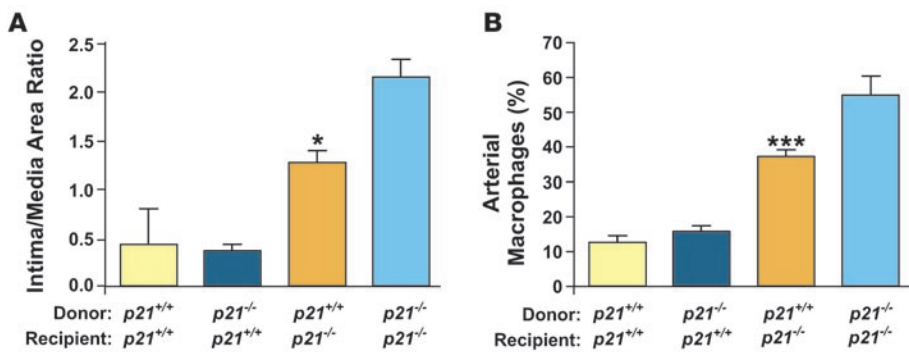 A
Intima/Media Area Ratio
2.5
2.0
1.5
1.0
0.5
0.0
*
Donor: p21+/+ p21-/- p21+/+ p21-/-
Recipient: p21+/+ p21+/+ p21-/- p21-/-
B
Arterial
Macrophages (%)
70
60
50
40
30
20
10
0
***
Donor: p21+/+ p21-/- p21+/+ p21-/-
Recipient: p21+/+ p21+/+ p21-/- p21-/-